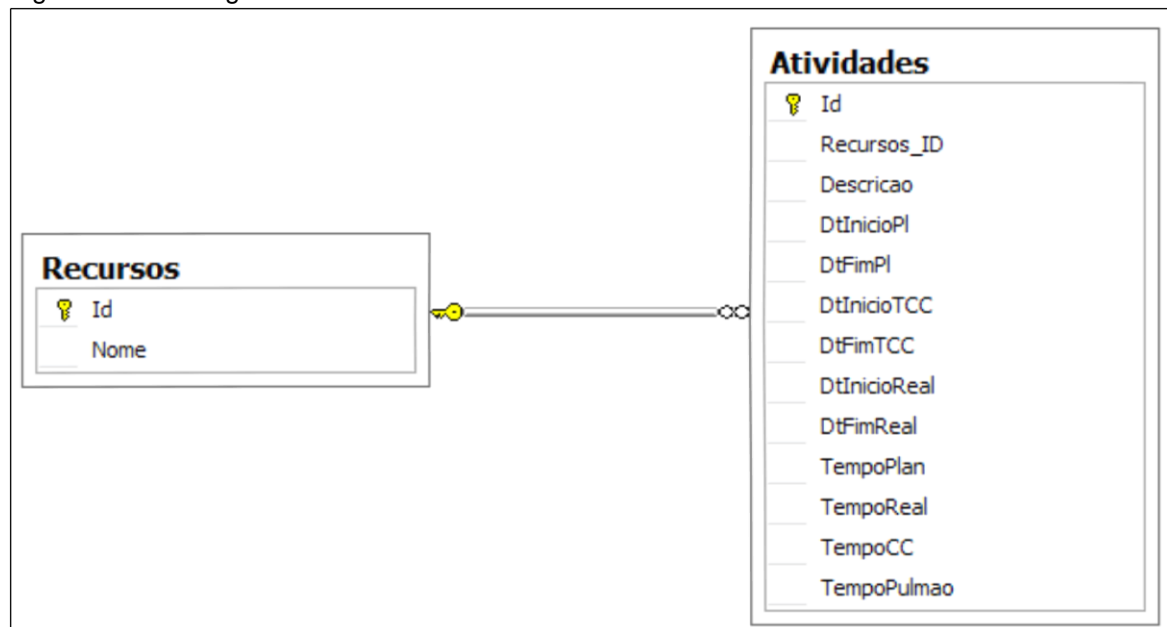 Recursos
Id
Nome
Atividades
Id
Recursos_ID
Descricao
DtInicioPl
DtFimPl
DtInicioTCC
DtFimTCC
DtInicioReal
DtFimReal
TempoPlan
TempoReal
TempoCC
TempoPulmao